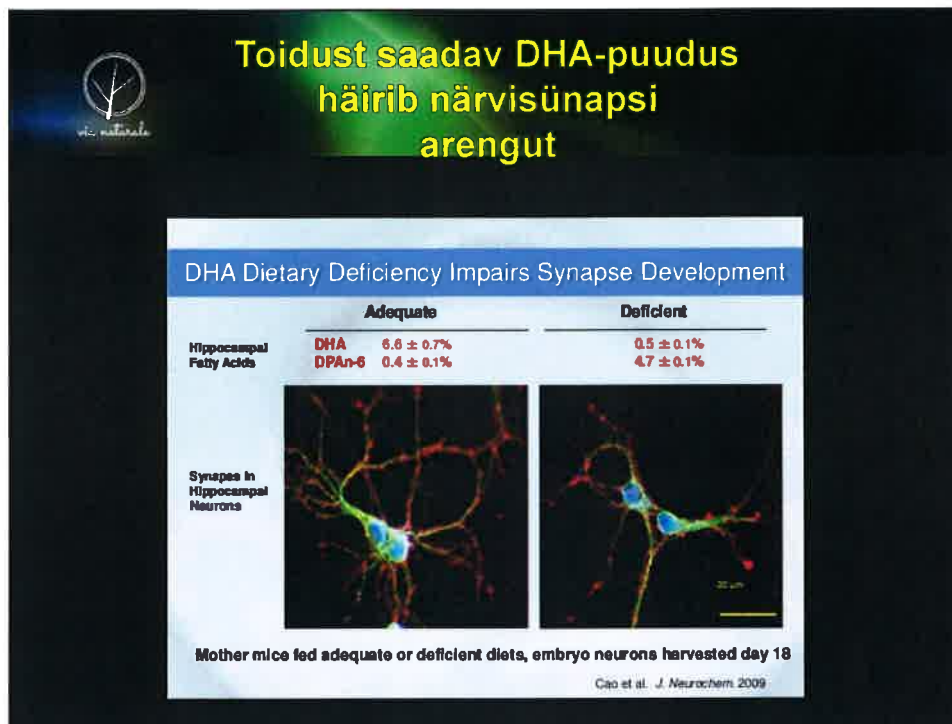 Toidust saadav DHA-puudus
häirib närvisünapsi
arengut
DHA Dietary Deficiency Impairs Synapse Development
Adequate Deficient
Hippocampal DHA 6.6 ± 0.7% 0.5 ± 0.1%
Fatty Acids DPAn-6 0.4 ± 0.1% 4.7 ± 0.1%
Synapses in
Hippocampal
Neurons
20 µm
Mother mice fed adequate or deficient diets, embryo neurons harvested day 18
Cao et al. J. Neurochem. 2009